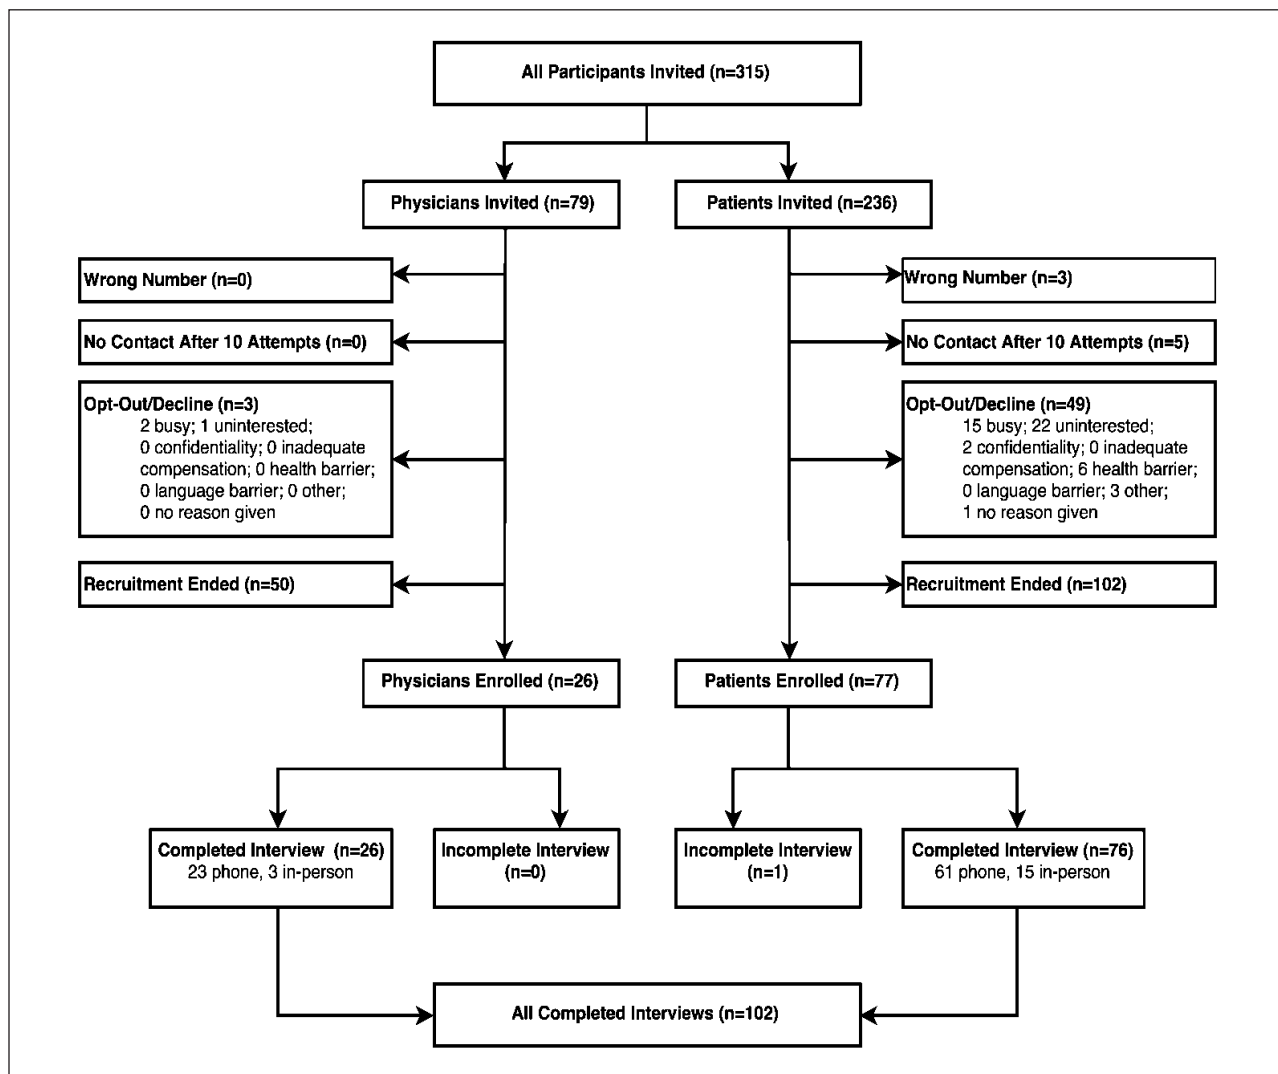 All Participants Invited (n=315)
Physicians Invited (n=79)
Patients Invited (n=236)
Wrong Number (n=0)
Wrong Number (n=3)
No Contact After 10 Attempts (n=0)
No Contact After 10 Attempts (n=5)
Opt-Out/Decline (n=3)
2 busy; 1 uninterested;
0 confidentiality; 0 inadequate
compensation; 0 health barrier;
0 language barrier; 0 other;
0 no reason given
Opt-Out/Decline (n=49)
15 busy; 22 uninterested;
2 confidentiality; 0 inadequate
compensation; 6 health barrier;
0 language barrier; 3 other;
1 no reason given
Recruitment Ended (n=50)
Recruitment Ended (n=102)
Physicians Enrolled (n=26)
Patients Enrolled (n=77)
Completed Interview (n=26)
23 phone, 3 in-person
Incomplete Interview
(n=0)
Incomplete Interview
(n=1)
Completed Interview (n=76)
61 phone, 15 in-person
All Completed Interviews (n=102)